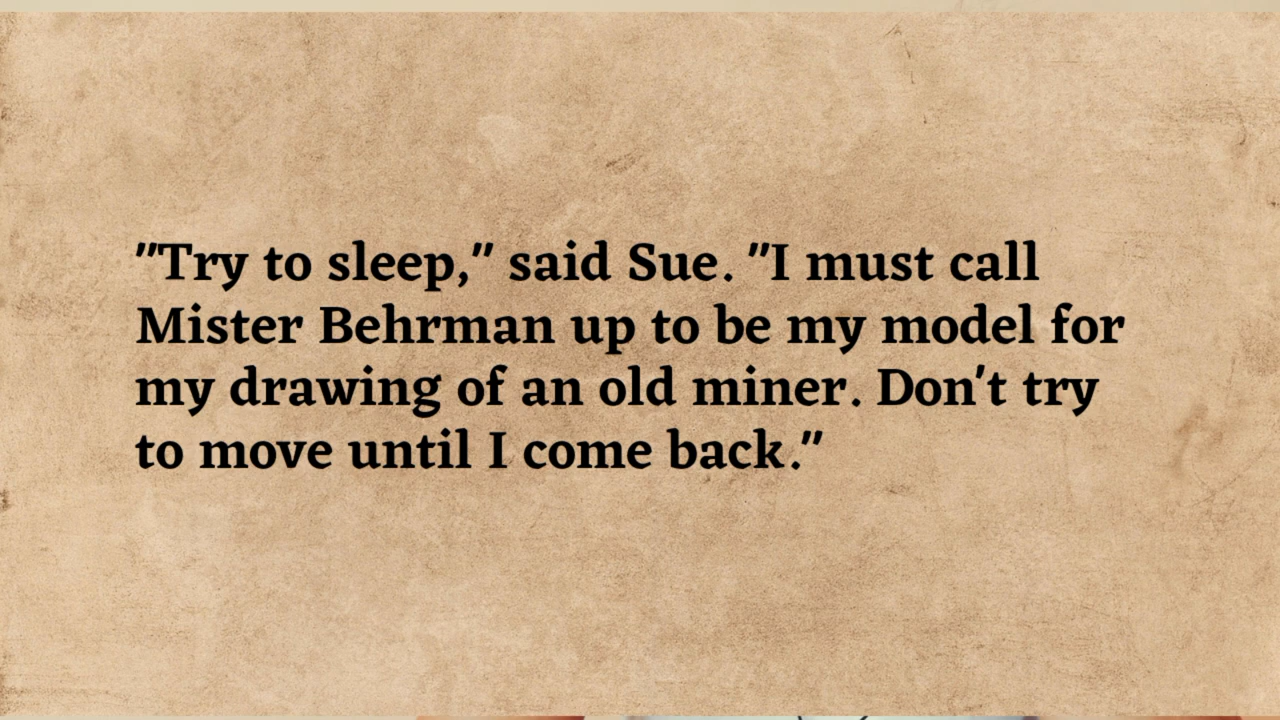 "Try to sleep," said Sue. "I must call
Mister Behrman up to be my model for
my drawing of an old miner. Don't try
to move until I come back."